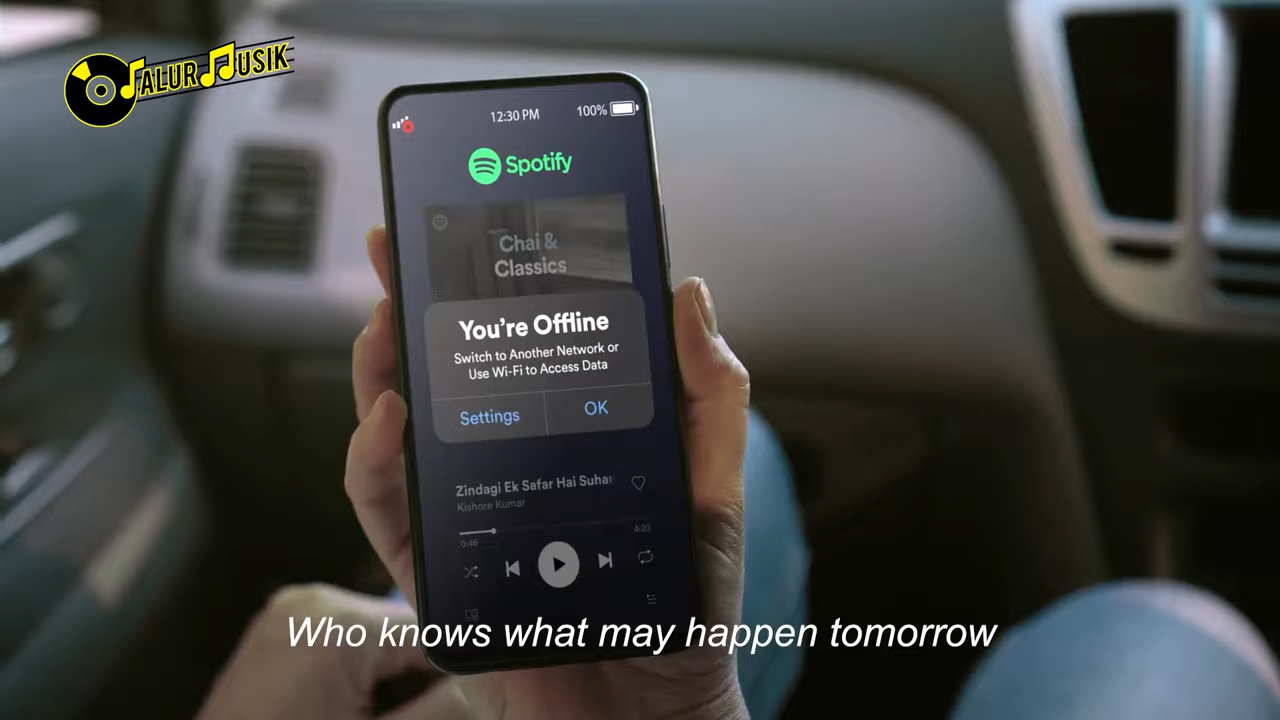 JALUR MUSIK
12:30 PM
100%
Spotify
Chai &
Classics
You're Offline
Switch to Another Network or
Use Wi-Fi to Access Data
Settings
OK
Zindagi Ek Safar Hai Suha
Kishore Kumar
0:46
4:20
Who knows what may happen tomorrow